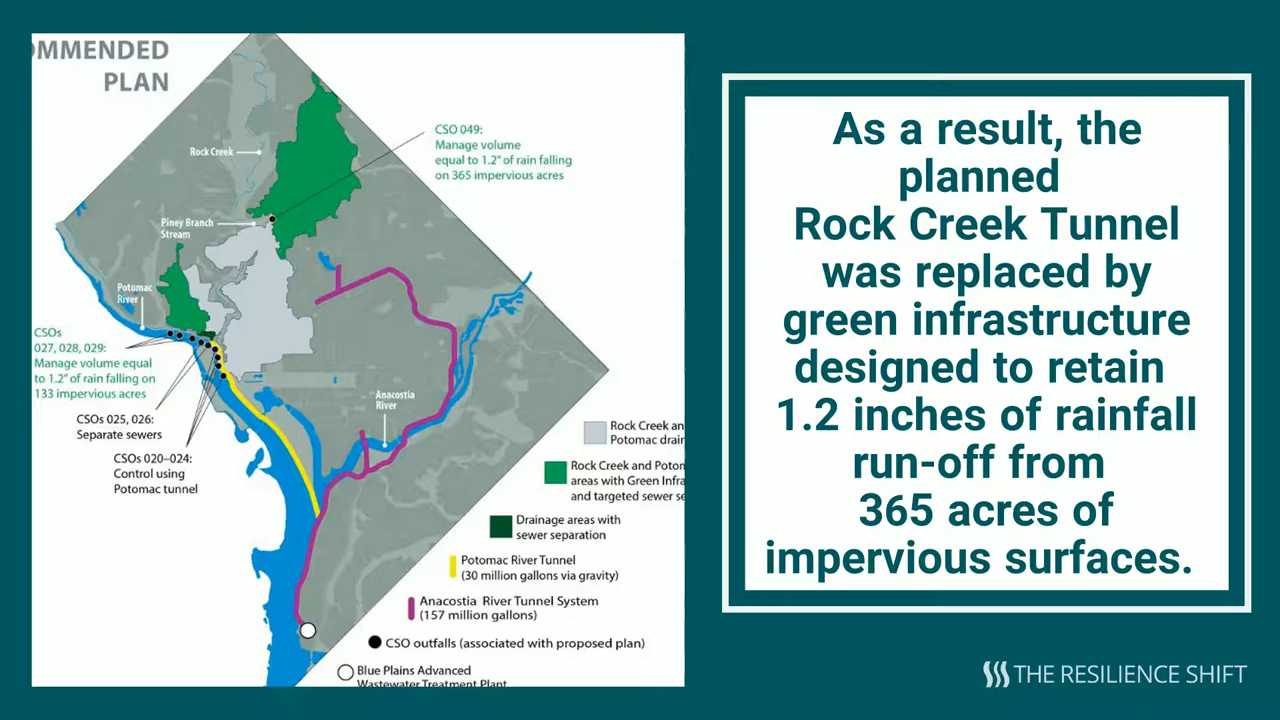 OMMENDED
PLAN
CSO 049:
Manage volume
equal to 1.2" of rain falling
on 365 impervious acres
Rock Creek
Piney Branch
Stream
Potomac
River
CSOs
027, 028, 029:
Manage volume equal
to 1.2" of rain falling on
133 impervious acres
CSOs 025, 026:
Separate sewers
CSOs 020–024:
Control using
Potomac tunnel
Anacostia
River
Rock Creek an
Potomac drain
Rock Creek and Poton
areas with Green Infra
and targeted sewer se
Drainage areas with
sewer separation
Potomac River Tunnel
(30 million gallons via gravity)
Anacostia River Tunnel System
(157 million gallons)
CSO outfalls (associated with proposed plan)
Blue Plains Advanced
Wastewater Treatment Plant
As a result, the
planned
Rock Creek Tunnel
was replaced by
green infrastructure
designed to retain
1.2 inches of rainfall
run-off from
365 acres of
impervious surfaces.
THE RESILIENCE SHIFT